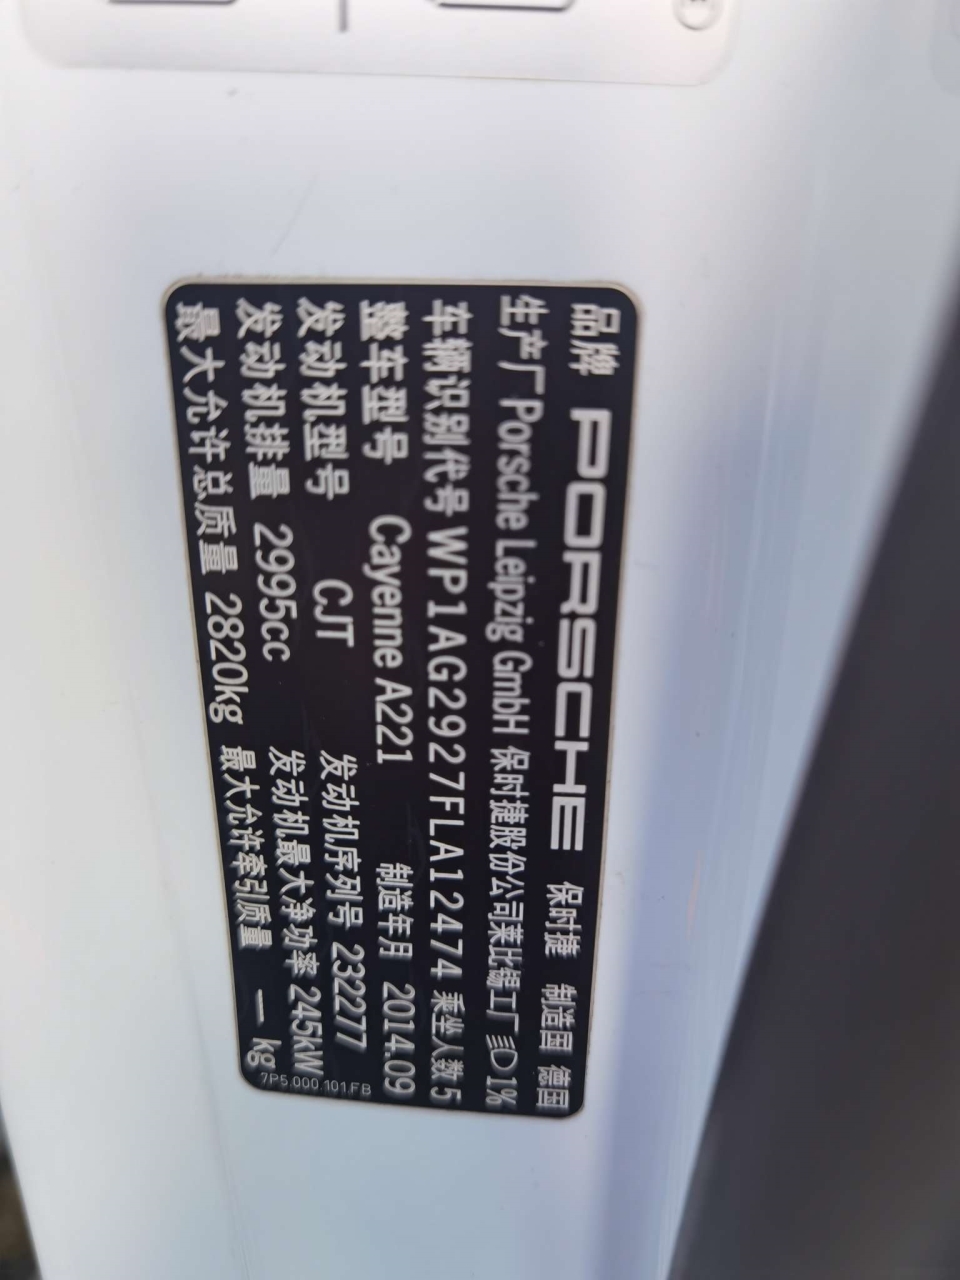 品牌 PORSCHE 保时捷 制造国 德国
生产厂 Porsche Leipzig GmbH 保时捷股份公司莱比锡工厂 1%
车辆识别代号 WP1AG2927FLA12474 乘坐人数 5
整车型号 Cayenne A221 制造年月 2014.09
发动机型号 CJT 发动机序列号 232277
发动机排量 2995cc 发动机最大净功率 245kW
最大允许总质量 2820kg 最大允许牵引质量 — kg
7P5.000.101.FB